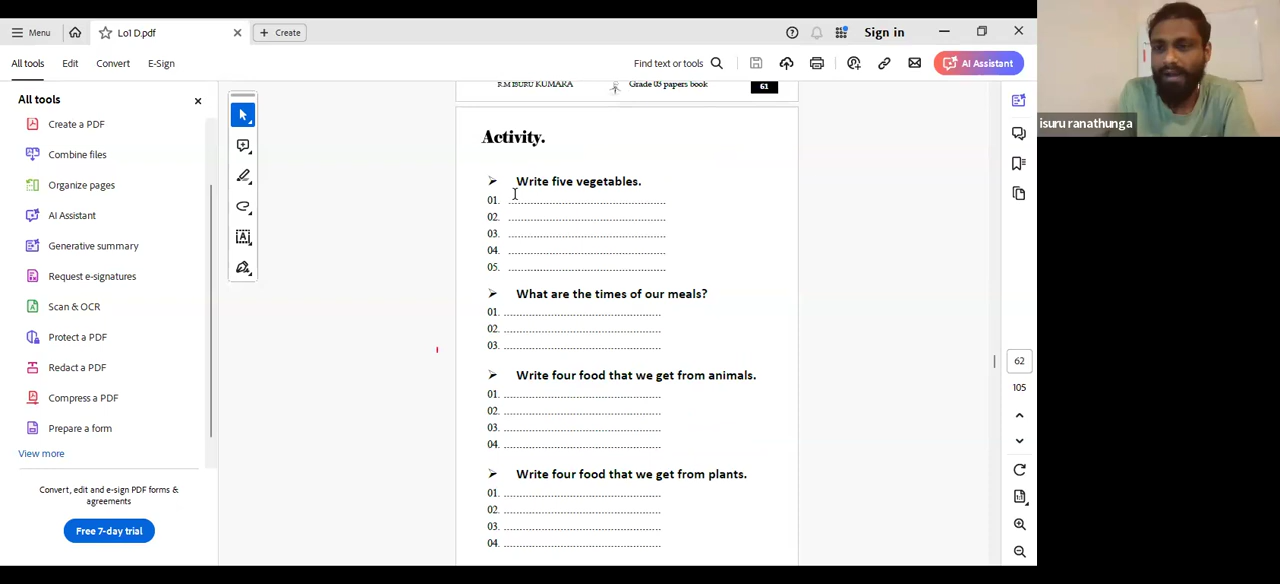 Menu
Lo1 D.pdf
Create
Sign in
All tools
Edit
Convert
E-Sign
Find text or tools
AI Assistant
All tools
Create a PDF
Combine files
Organize pages
AI Assistant
Generative summary
Request e-signatures
Scan & OCR
Protect a PDF
Redact a PDF
Compress a PDF
Prepare a form
View more
Convert, edit and e-sign PDF forms &
agreements
Free 7-day trial
R.M ISURU KUMARA Grade 03 papers book 61
Activity.
➤ Write five vegetables.
01. ................................................
02. ................................................
03. ................................................
04. ................................................
05. ................................................
➤ What are the times of our meals?
01. ................................................
02. ................................................
03. ................................................
➤ Write four food that we get from animals.
01. ................................................
02. ................................................
03. ................................................
04. ................................................
➤ Write four food that we get from plants.
01. ................................................
02. ................................................
03. ................................................
04. ................................................
62
105
isuru ranathunga